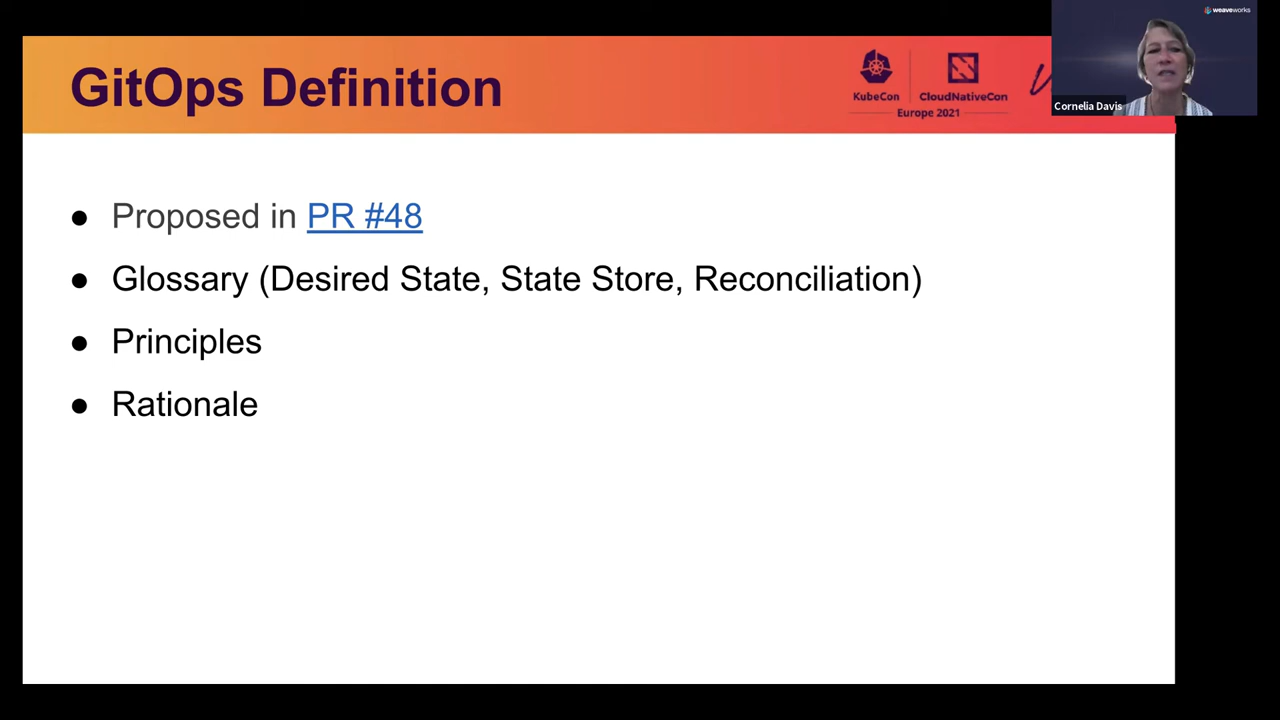 weaveworks
GitOps Definition
KubeCon
CloudNativeCon
Europe 2021
Cornelia Davis
Proposed in PR #48
Glossary (Desired State, State Store, Reconciliation)
Principles
Rationale